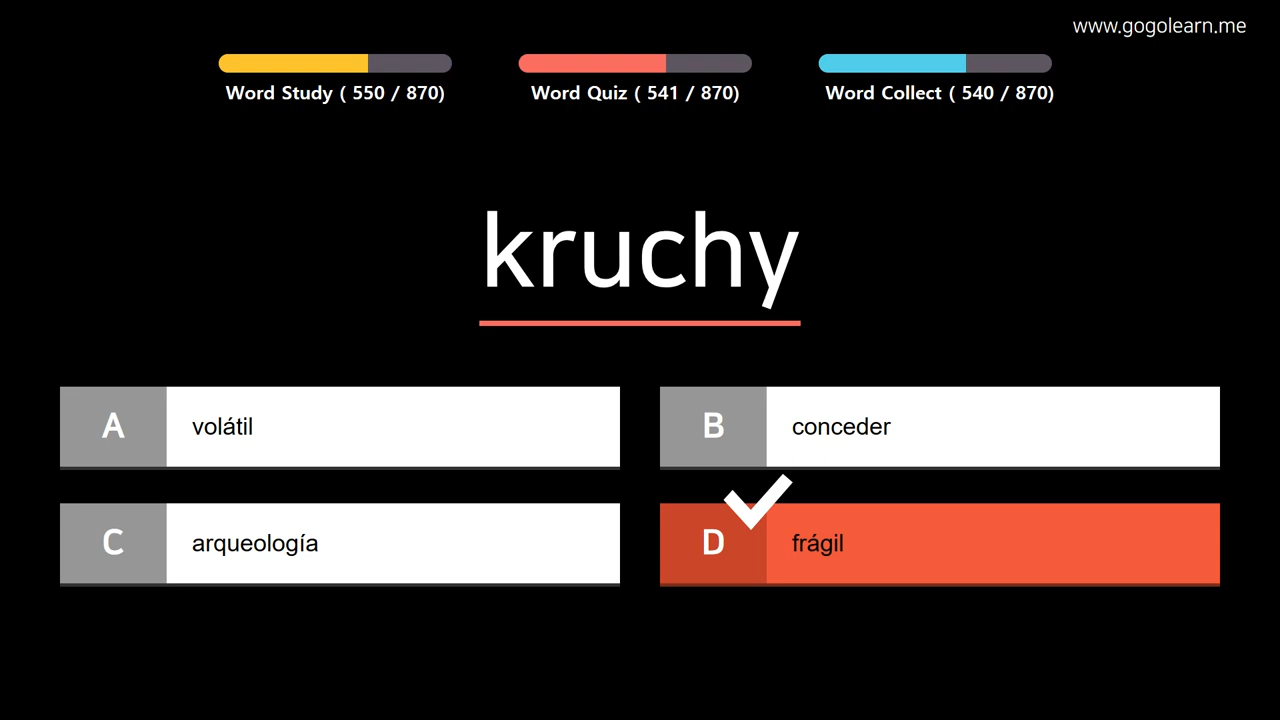 www.gogolearn.me
Word Study ( 550 / 870)
Word Quiz ( 541 / 870)
Word Collect ( 540 / 870)
kruchy
A volátil
B conceder
C arqueología
D frágil